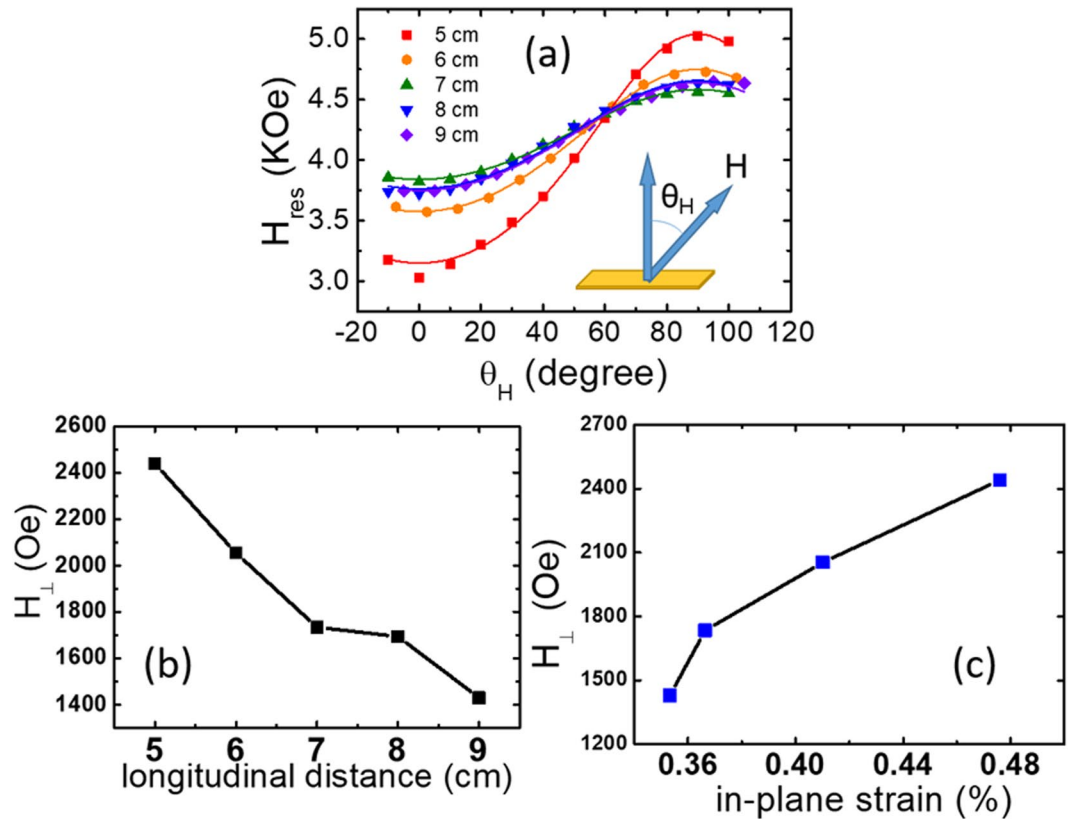 5.0
4.5
4.0
3.5
3.0
H_res (KOe)
5 cm
6 cm
7 cm
8 cm
9 cm
(a)
H
θ_H
-20 0 20 40 60 80 100 120
θ_H (degree)
2600
2400
2200
2000
1800
1600
1400
H_⊥ (Oe)
(b)
5 6 7 8 9
longitudinal distance (cm)
2700
2400
2100
1800
1500
1200
H_⊥ (Oe)
(c)
0.36 0.40 0.44 0.48
in-plane strain (%)